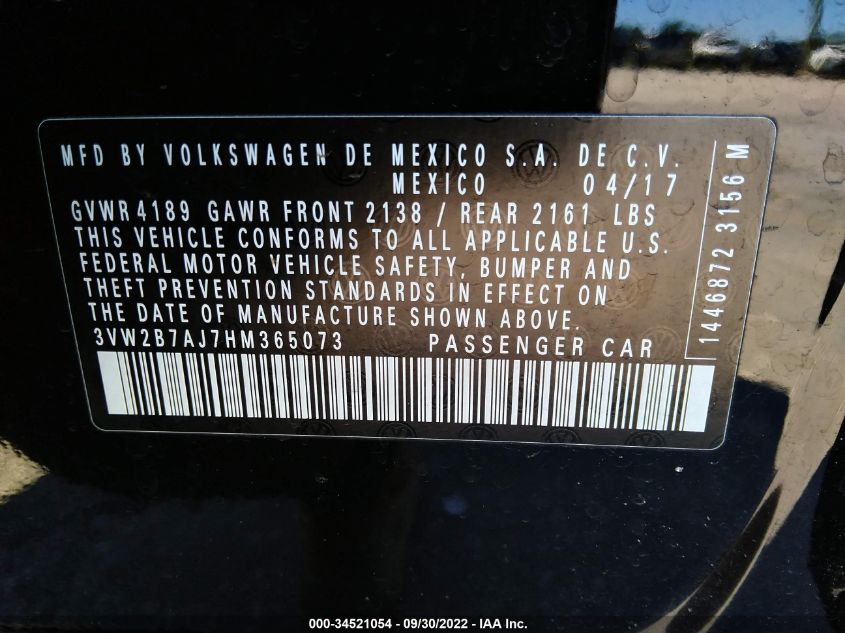 MFD BY VOLKSWAGEN DE MEXICO S.A. DE C.V.
MEXICO 04/17
GVWR 4189 GAWR FRONT 2138 / REAR 2161 LBS
THIS VEHICLE CONFORMS TO ALL APPLICABLE U.S.
FEDERAL MOTOR VEHICLE SAFETY, BUMPER AND
THEFT PREVENTION STANDARDS IN EFFECT ON
THE DATE OF MANUFACTURE SHOWN ABOVE.
3VW2B7AJ7HM365073 PASSENGER CAR
1446872 3156 M
000-34521054 - 09/30/2022 - IAA Inc.